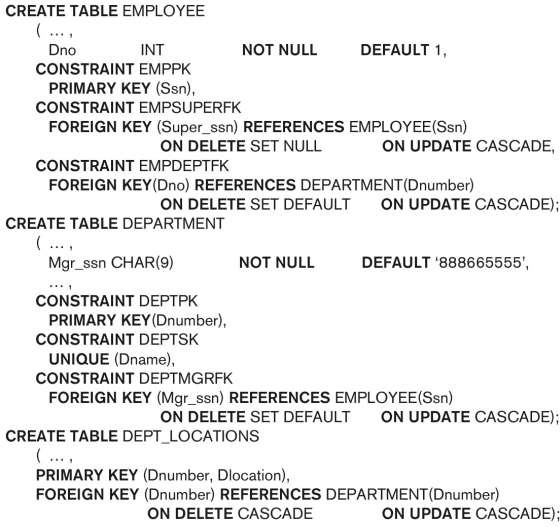 CREATE TABLE EMPLOYEE
( … ,
Dno INT NOT NULL DEFAULT 1,
CONSTRAINT EMPPK
PRIMARY KEY (Ssn),
CONSTRAINT EMPSUPERFK
FOREIGN KEY (Super_ssn) REFERENCES EMPLOYEE(Ssn)
ON DELETE SET NULL ON UPDATE CASCADE,
CONSTRAINT EMPDEPTFK
FOREIGN KEY(Dno) REFERENCES DEPARTMENT(Dnumber)
ON DELETE SET DEFAULT ON UPDATE CASCADE);
CREATE TABLE DEPARTMENT
( … ,
Mgr_ssn CHAR(9) NOT NULL DEFAULT ‘888665555’,
… ,
CONSTRAINT DEPTPK
PRIMARY KEY(Dnumber),
CONSTRAINT DEPTSK
UNIQUE (Dname),
CONSTRAINT DEPTMGRFK
FOREIGN KEY (Mgr_ssn) REFERENCES EMPLOYEE(Ssn)
ON DELETE SET DEFAULT ON UPDATE CASCADE);
CREATE TABLE DEPT_LOCATIONS
( … ,
PRIMARY KEY (Dnumber, Dlocation),
FOREIGN KEY (Dnumber) REFERENCES DEPARTMENT(Dnumber)
ON DELETE CASCADE ON UPDATE CASCADE);